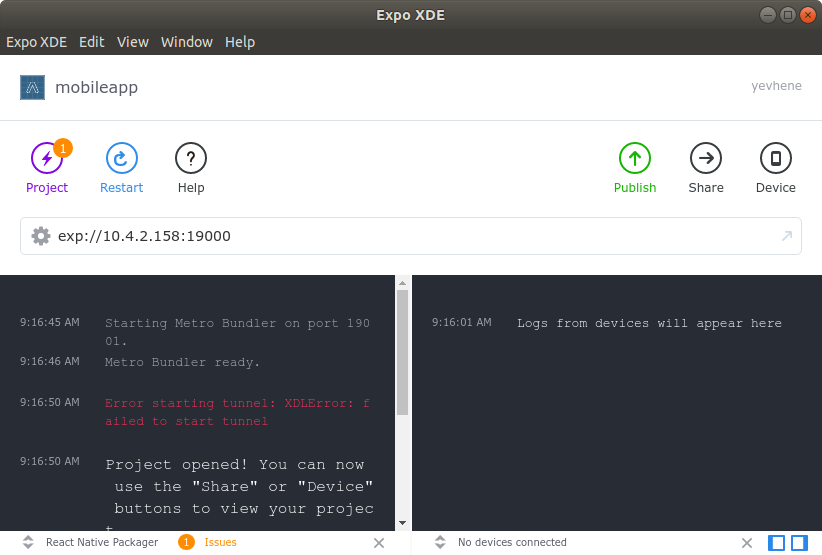 Expo XDE
Expo XDE Edit View Window Help
mobileapp
yevhene
1
Project Restart Help Publish Share Device
exp://10.4.2.158:19000
9:16:45 AM Starting Metro Bundler on port 190
01.
9:16:46 AM Metro Bundler ready.
9:16:50 AM Error starting tunnel: XDLError: f
ailed to start tunnel
9:16:50 AM Project opened! You can now
use the "Share" or "Device"
buttons to view your projec
t.
9:16:01 AM Logs from devices will appear here
React Native Packager 1 Issues
No devices connected